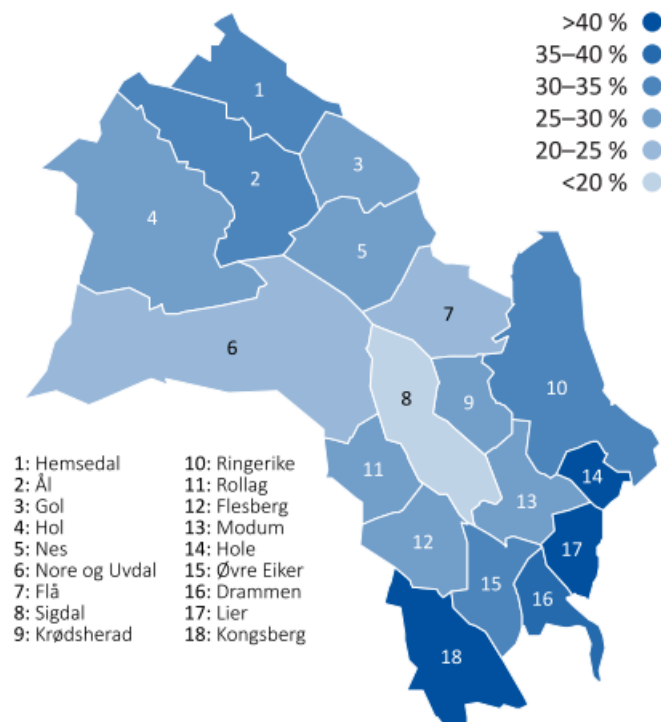 >40 %
35–40 %
30–35 %
25–30 %
20–25 %
<20 %
1
2
3
4
5
6
7
8
9
10
11
12
13
14
15
16
17
18
1: Hemsedal
2: Ål
3: Gol
4: Hol
5: Nes
6: Nore og Uvdal
7: Flå
8: Sigdal
9: Krødsherad
10: Ringerike
11: Rollag
12: Flesberg
13: Modum
14: Hole
15: Øvre Eiker
16: Drammen
17: Lier
18: Kongsberg